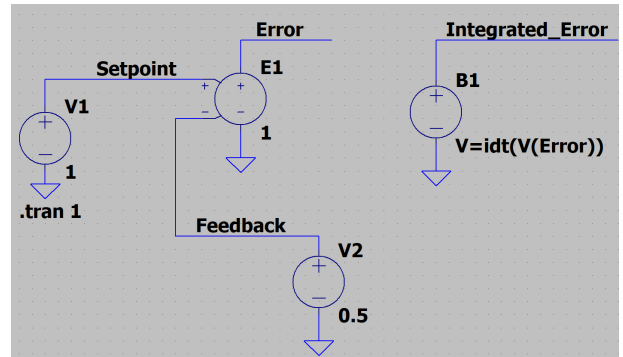 Error
Integrated_Error
Setpoint
E1
B1
V1
1
V=idt(V(Error))
1
.tran 1
Feedback
V2
0.5